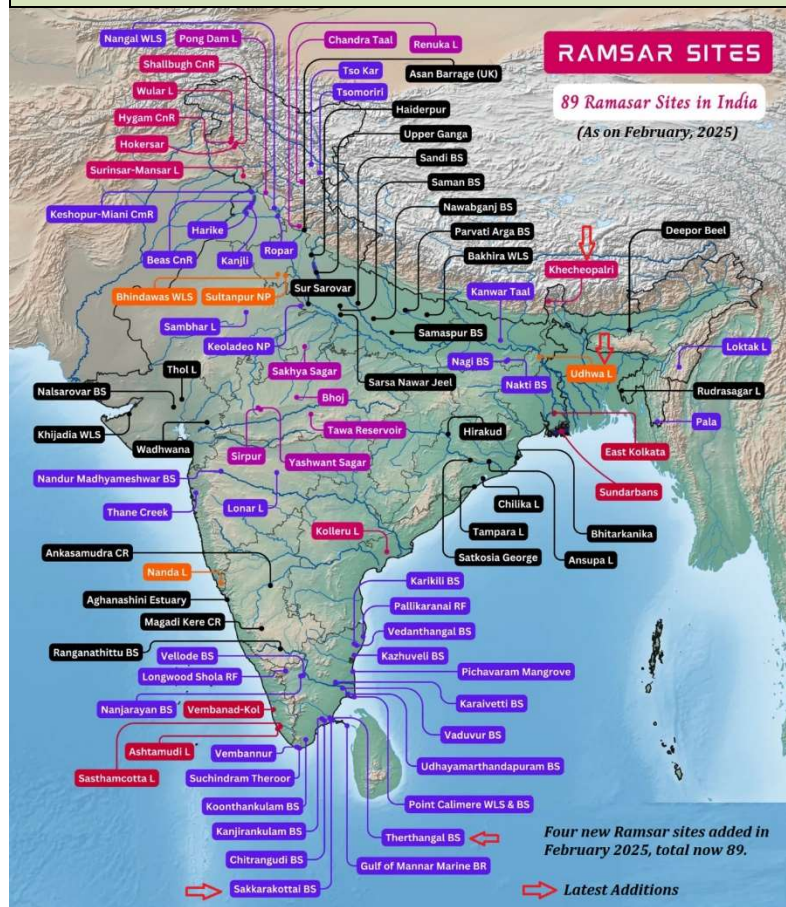 RAMSAR SITES
89 Ramasar Sites in India
(As on February, 2025)
Nangal WLS
Pong Dam L
Chandra Taal
Renuka L
Shallbugh CnR
Tso Kar
Asan Barrage (UK)
Wular L
Tsomoriri
Hygam CnR
Haiderpur
Hokersar
Upper Ganga
Surinsar-Mansar L
Sandi BS
Saman BS
Keshopur-Miani CmR
Nawabganj BS
Harike
Parvati Arga BS
Deepor Beel
Beas CnR
Kanjli
Ropar
Bakhira WLS
Khecheopalri
Bhindawas WLS
Sultanpur NP
Sur Sarovar
Kanwar Taal
Sambhar L
Samaspur BS
Loktak L
Keoladeo NP
Nagi BS
Udhwa L
Thol L
Sakhya Sagar
Sarsa Nawar Jeel
Nakti BS
Rudrasagar L
Nalsarovar BS
Bhoj
Khijadia WLS
Tawa Reservoir
Hirakud
Pala
Wadhwana
Sirpur
Yashwant Sagar
East Kolkata
Nandur Madhyameshwar BS
Sundarbans
Thane Creek
Lonar L
Chilika L
Kolleru L
Tampara L
Bhitarkanika
Ankasamudra CR
Satkosia George
Ansupa L
Nanda L
Karikili BS
Aghanashini Estuary
Pallikaranai RF
Magadi Kere CR
Vedanthangal BS
Ranganathittu BS
Vellode BS
Kazhuveli BS
Longwood Shola RF
Pichavaram Mangrove
Nanjarayan BS
Vembanad-Kol
Karaivetti BS
Ashtamudi L
Vembannur
Vaduvur BS
Sasthamcotta L
Suchindram Theroor
Udhayamarthandapuram BS
Koonthankulam BS
Point Calimere WLS & BS
Kanjirankulam BS
Therthangal BS
Chitrangudi BS
Gulf of Mannar Marine BR
Sakkarakottai BS
Four new Ramsar sites added in
February 2025, total now 89.
Latest Additions